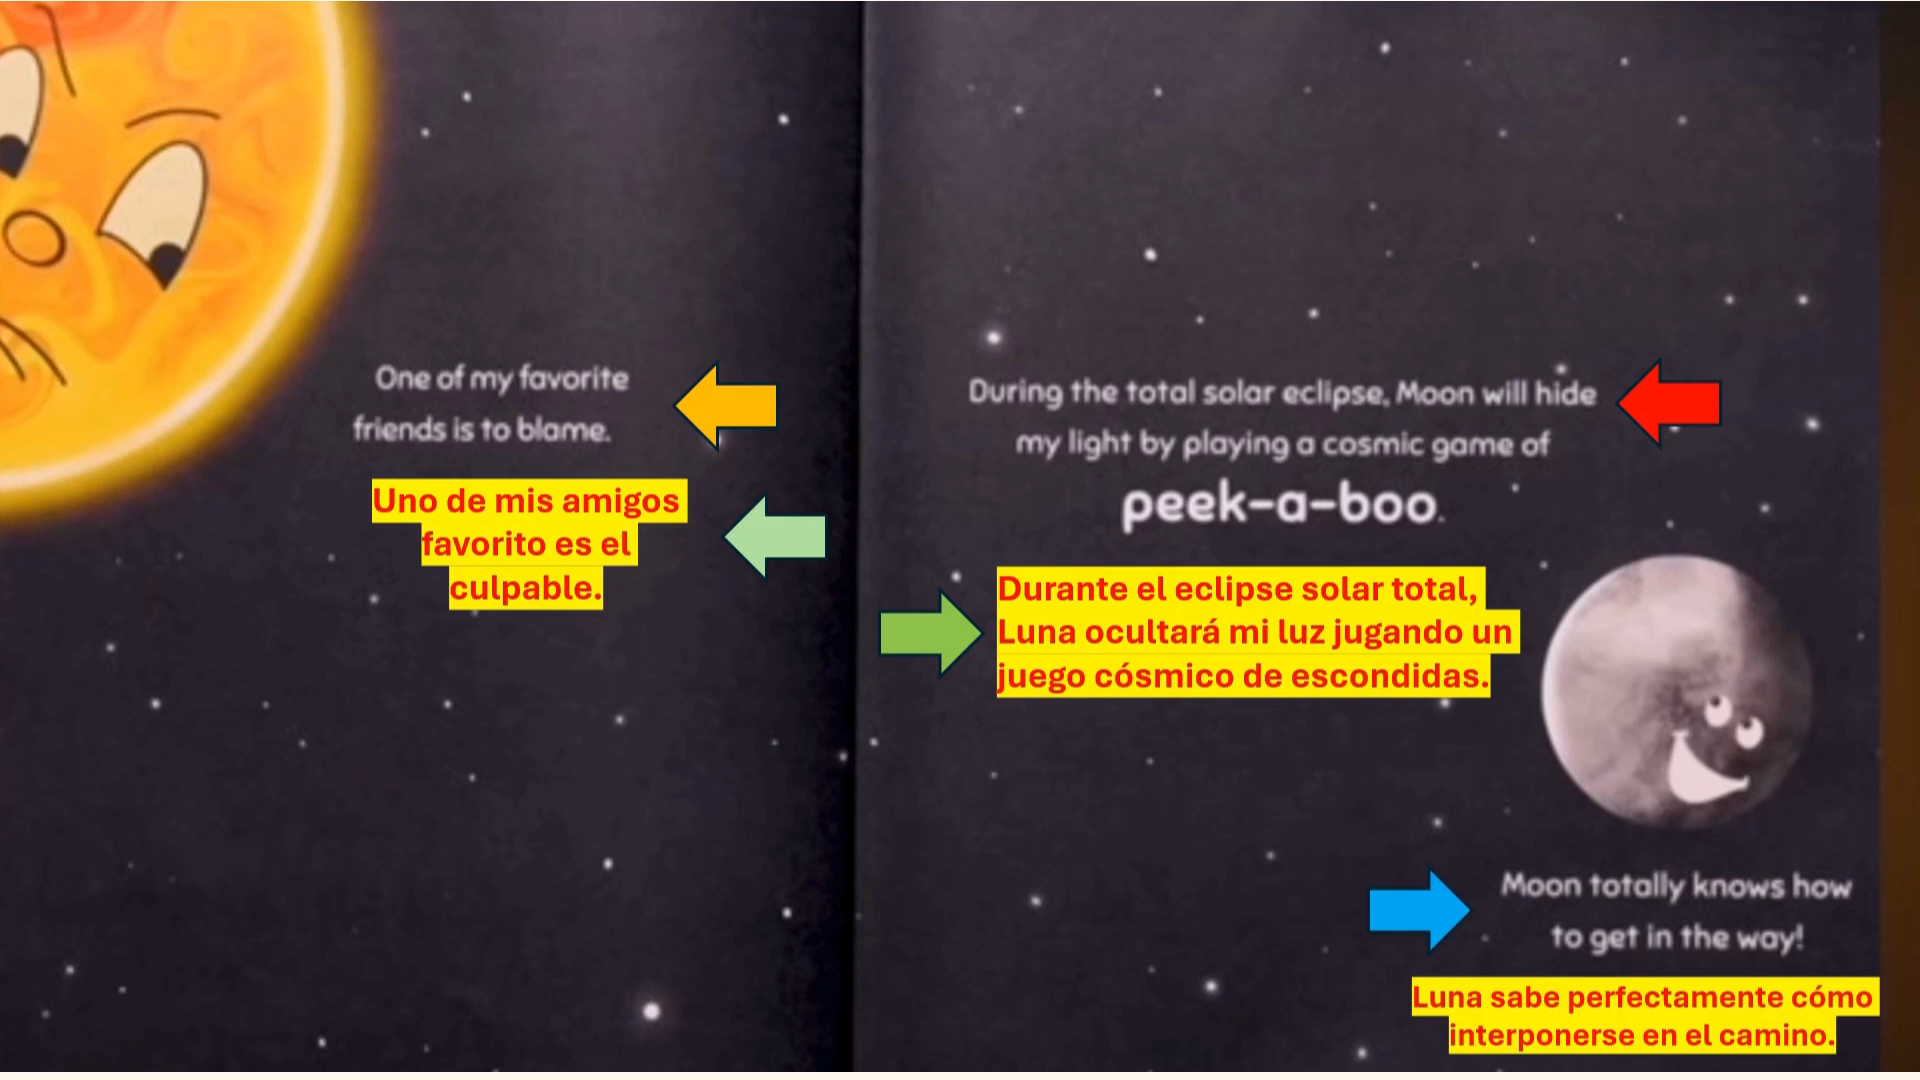 One of my favorite
friends is to blame.
Uno de mis amigos
favorito es el
culpable.
During the total solar eclipse, Moon will hide
my light by playing a cosmic game of
peek-a-boo.
Durante el eclipse solar total,
Luna ocultará mi luz jugando un
juego cósmico de escondidas.
Moon totally knows how
to get in the way!
Luna sabe perfectamente cómo
interponerse en el camino.